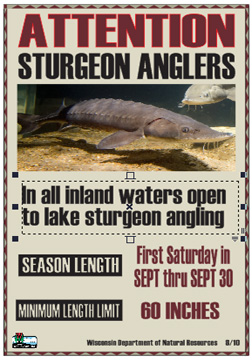 ATTENTION
STURGEON ANGLERS
In all inland waters open
to lake sturgeon angling
SEASON LENGTH
First Saturday in
SEPT thru SEPT 30
MINIMUM LENGTH LIMIT
60 INCHES
Wisconsin Department of Natural Resources 8/10